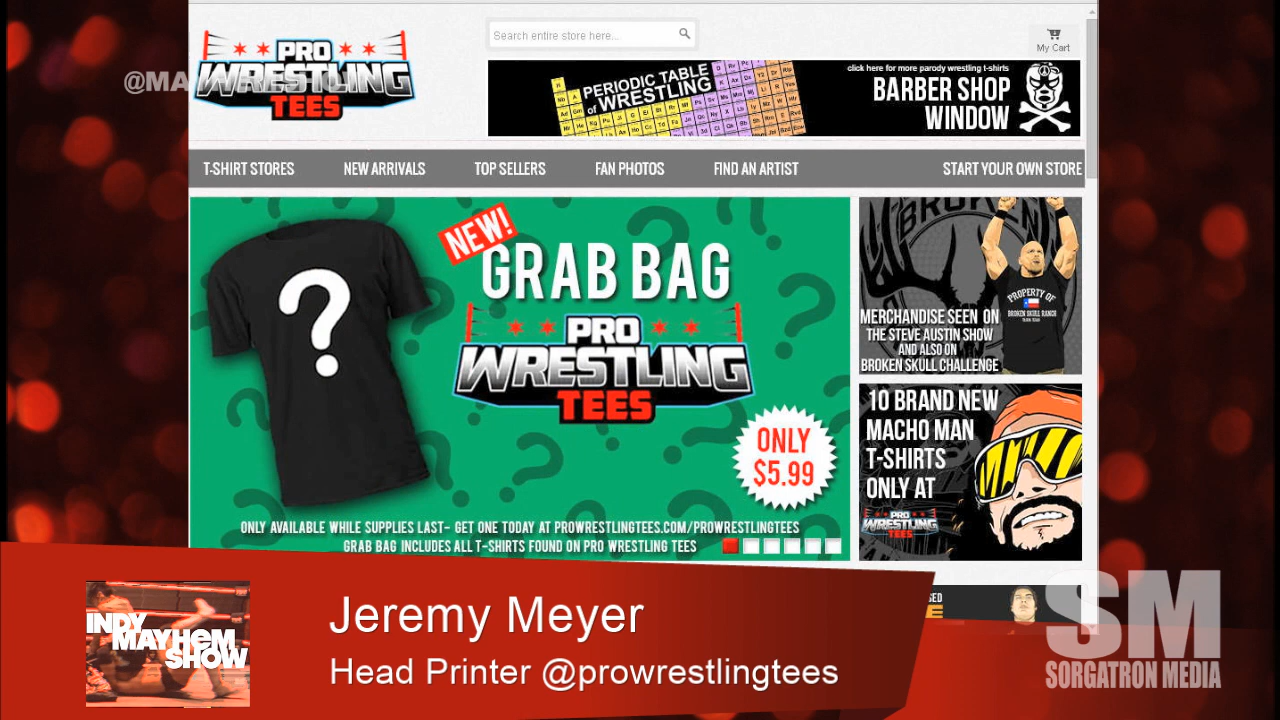 PRO
WRESTLING
TEES
Search entire store here...
My Cart
PERIODIC TABLE
of WRESTLING
click here for more parody wrestling t-shirts
BARBER SHOP
WINDOW
T-SHIRT STORES
NEW ARRIVALS
TOP SELLERS
FAN PHOTOS
FIND AN ARTIST
START YOUR OWN STORE
NEW!
GRAB BAG
PRO
WRESTLING
TEES
?
ONLY
$5.99
ONLY AVAILABLE WHILE SUPPLIES LAST- GET ONE TODAY AT PROWRESTLINGTEES.COM/PROWRESTLINGTEES
GRAB BAG INCLUDES ALL T-SHIRTS FOUND ON PRO WRESTLING TEES
BROKEN
PROPERTY OF
BROKEN SKULL RANCH
MERCHANDISE SEEN ON
THE STEVE AUSTIN SHOW
AND ALSO ON
BROKEN SKULL CHALLENGE
10 BRAND NEW
MACHO MAN
T-SHIRTS
ONLY AT
PRO
WRESTLING
TEES
INDY
MAYHEM
SHOW
Jeremy Meyer
Head Printer @prowrestlingtees
SM
SORGATRON MEDIA